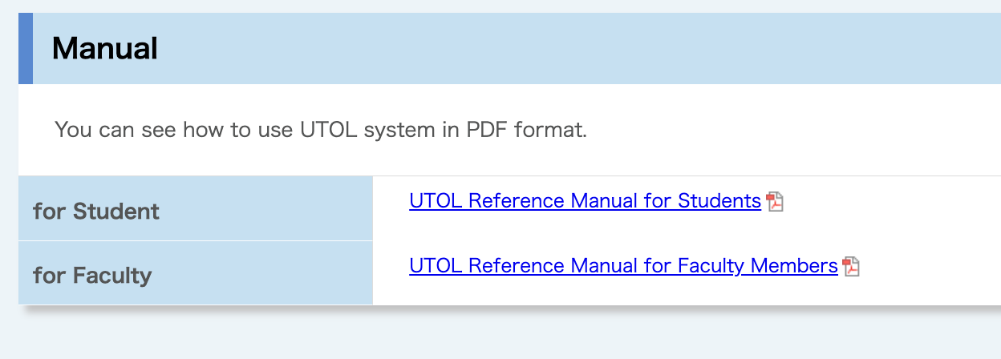 Manual
You can see how to use UTOL system in PDF format.
for Student
UTOL Reference Manual for Students
for Faculty
UTOL Reference Manual for Faculty Members